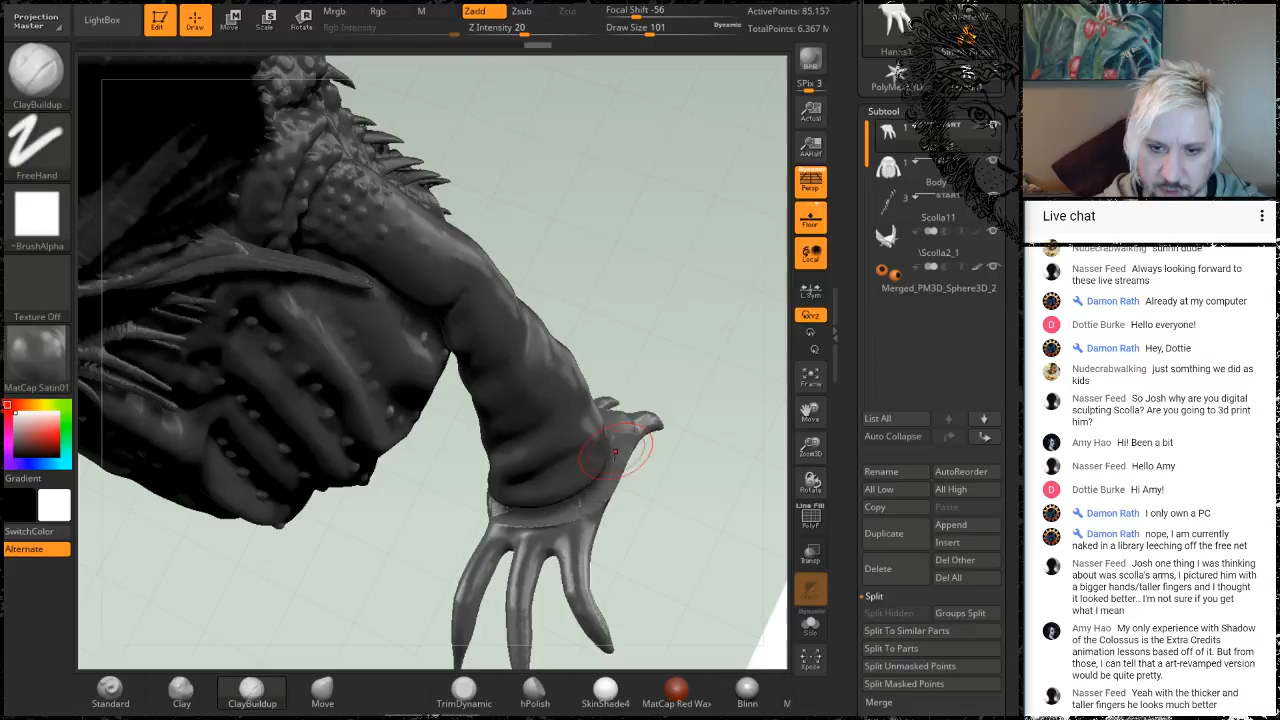 Projection
Master
LightBox
Edit
Draw
Move
Scale
Rotate
Mrgb
Rgb
M
Rgb Intensity
Zadd
Zsub
Zcut
Z Intensity 20
Focal Shift -56
Draw Size 101
Dynamic
ActivePoints: 85,157
TotalPoints: 6.367 M
ClayBuildup
FreeHand
~BrushAlpha
Texture Off
MatCap Satin01
Gradient
SwitchColor
Alternate
BPR
SPix 3
Actual
AAHalf
Persp
Floor
Local
L.Sym
XYZ
Frame
Move
Zoom3D
Rotate
Line Fill
PolyF
Transp
Dynamic
Solo
Xpose
Subtool
Body
Scolla11
\Scolla2_1
Merged_PM3D_Sphere3D_2
List All
Auto Collapse
Rename
AutoReorder
All Low
All High
Copy
Paste
Duplicate
Append
Insert
Delete
Del Other
Del All
Split
Split Hidden
Groups Split
Split To Similar Parts
Split To Parts
Split Unmasked Points
Split Masked Points
Merge
Standard
Clay
ClayBuildup
Move
TrimDynamic
hPolish
SkinShade4
MatCap Red Wax
Blinn
M
Live chat
Nudecrabwalking suhhh dude
Nasser Feed Always looking forward to
these live streams
Damon Rath Already at my computer
Dottie Burke Hello everyone!
Damon Rath Hey, Dottie
Nudecrabwalking just somthing we did as
kids
Nasser Feed So Josh why are you digital
sculpting Scolla? Are you going to 3d print
him?
Amy Hao Hi! Been a bit
Nasser Feed Hello Amy
Dottie Burke Hi Amy!
Damon Rath I only own a PC
Damon Rath nope, I am currently
naked in a library leeching off the free net
Nasser Feed Josh one thing I was thinking
about was scolla's arms, I pictured him with
a bigger hands/taller fingers and I thought
it looked better.. I'm not sure if you get
what I mean
Amy Hao My only experience with Shadow
of the Colossus is the Extra Credits
animation lessons based off of it. But from
those, I can tell that a art-revamped version
would be quite pretty.
Nasser Feed Yeah with the thicker and
taller fingers he looks much better